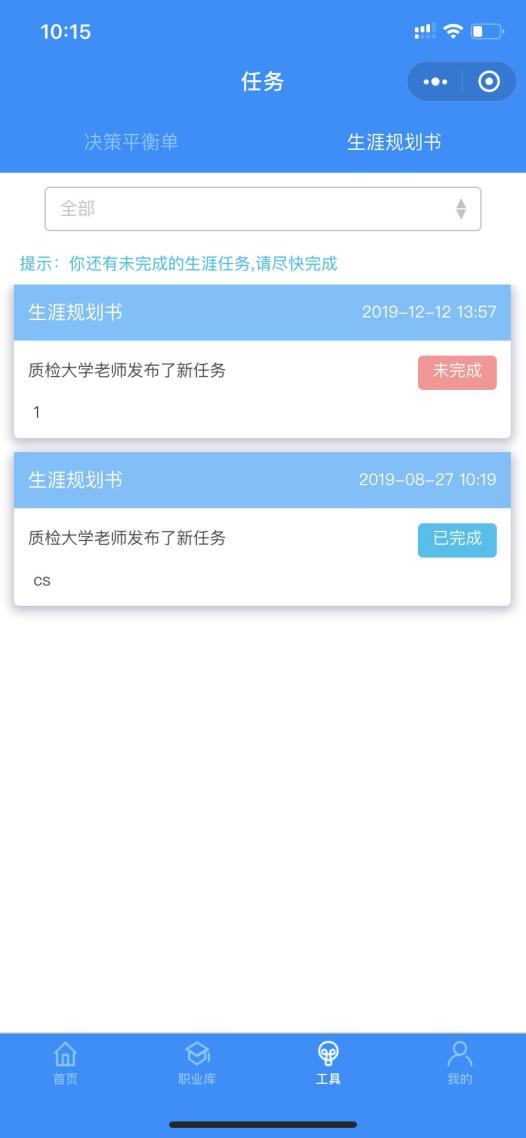 10:15
任务
决策平衡单 生涯规划书
全部
提示：你还有未完成的生涯任务,请尽快完成
生涯规划书 2019-12-12 13:57
质检大学老师发布了新任务 未完成
1
生涯规划书 2019-08-27 10:19
质检大学老师发布了新任务 已完成
cs
首页 职业库 工具 我的